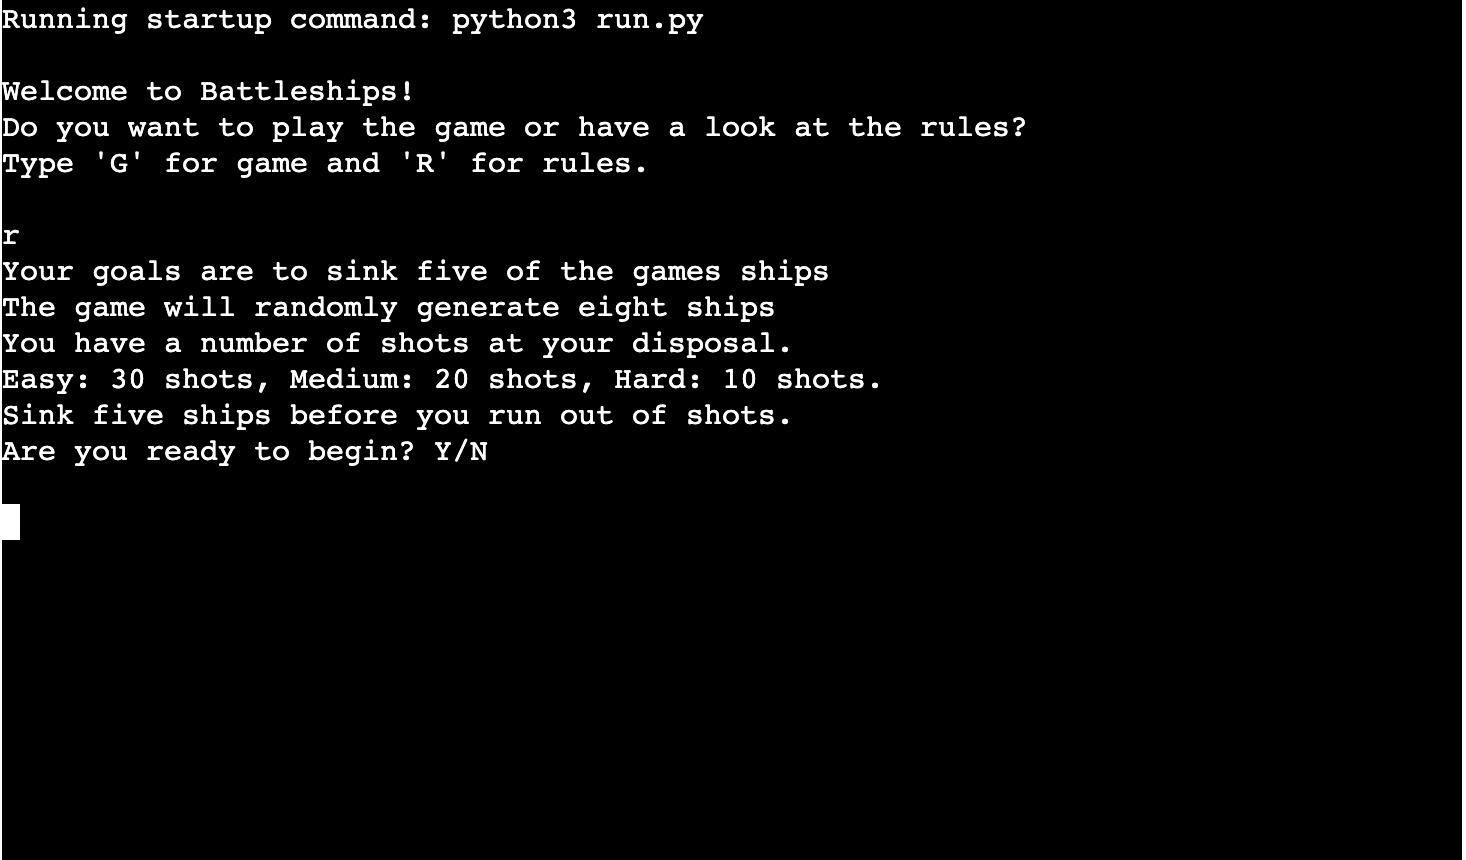 Running startup command: python3 run.py
Welcome to Battleships!
Do you want to play the game or have a look at the rules?
Type 'G' for game and 'R' for rules.
r
Your goals are to sink five of the games ships
The game will randomly generate eight ships
You have a number of shots at your disposal.
Easy: 30 shots, Medium: 20 shots, Hard: 10 shots.
Sink five ships before you run out of shots.
Are you ready to begin? Y/N